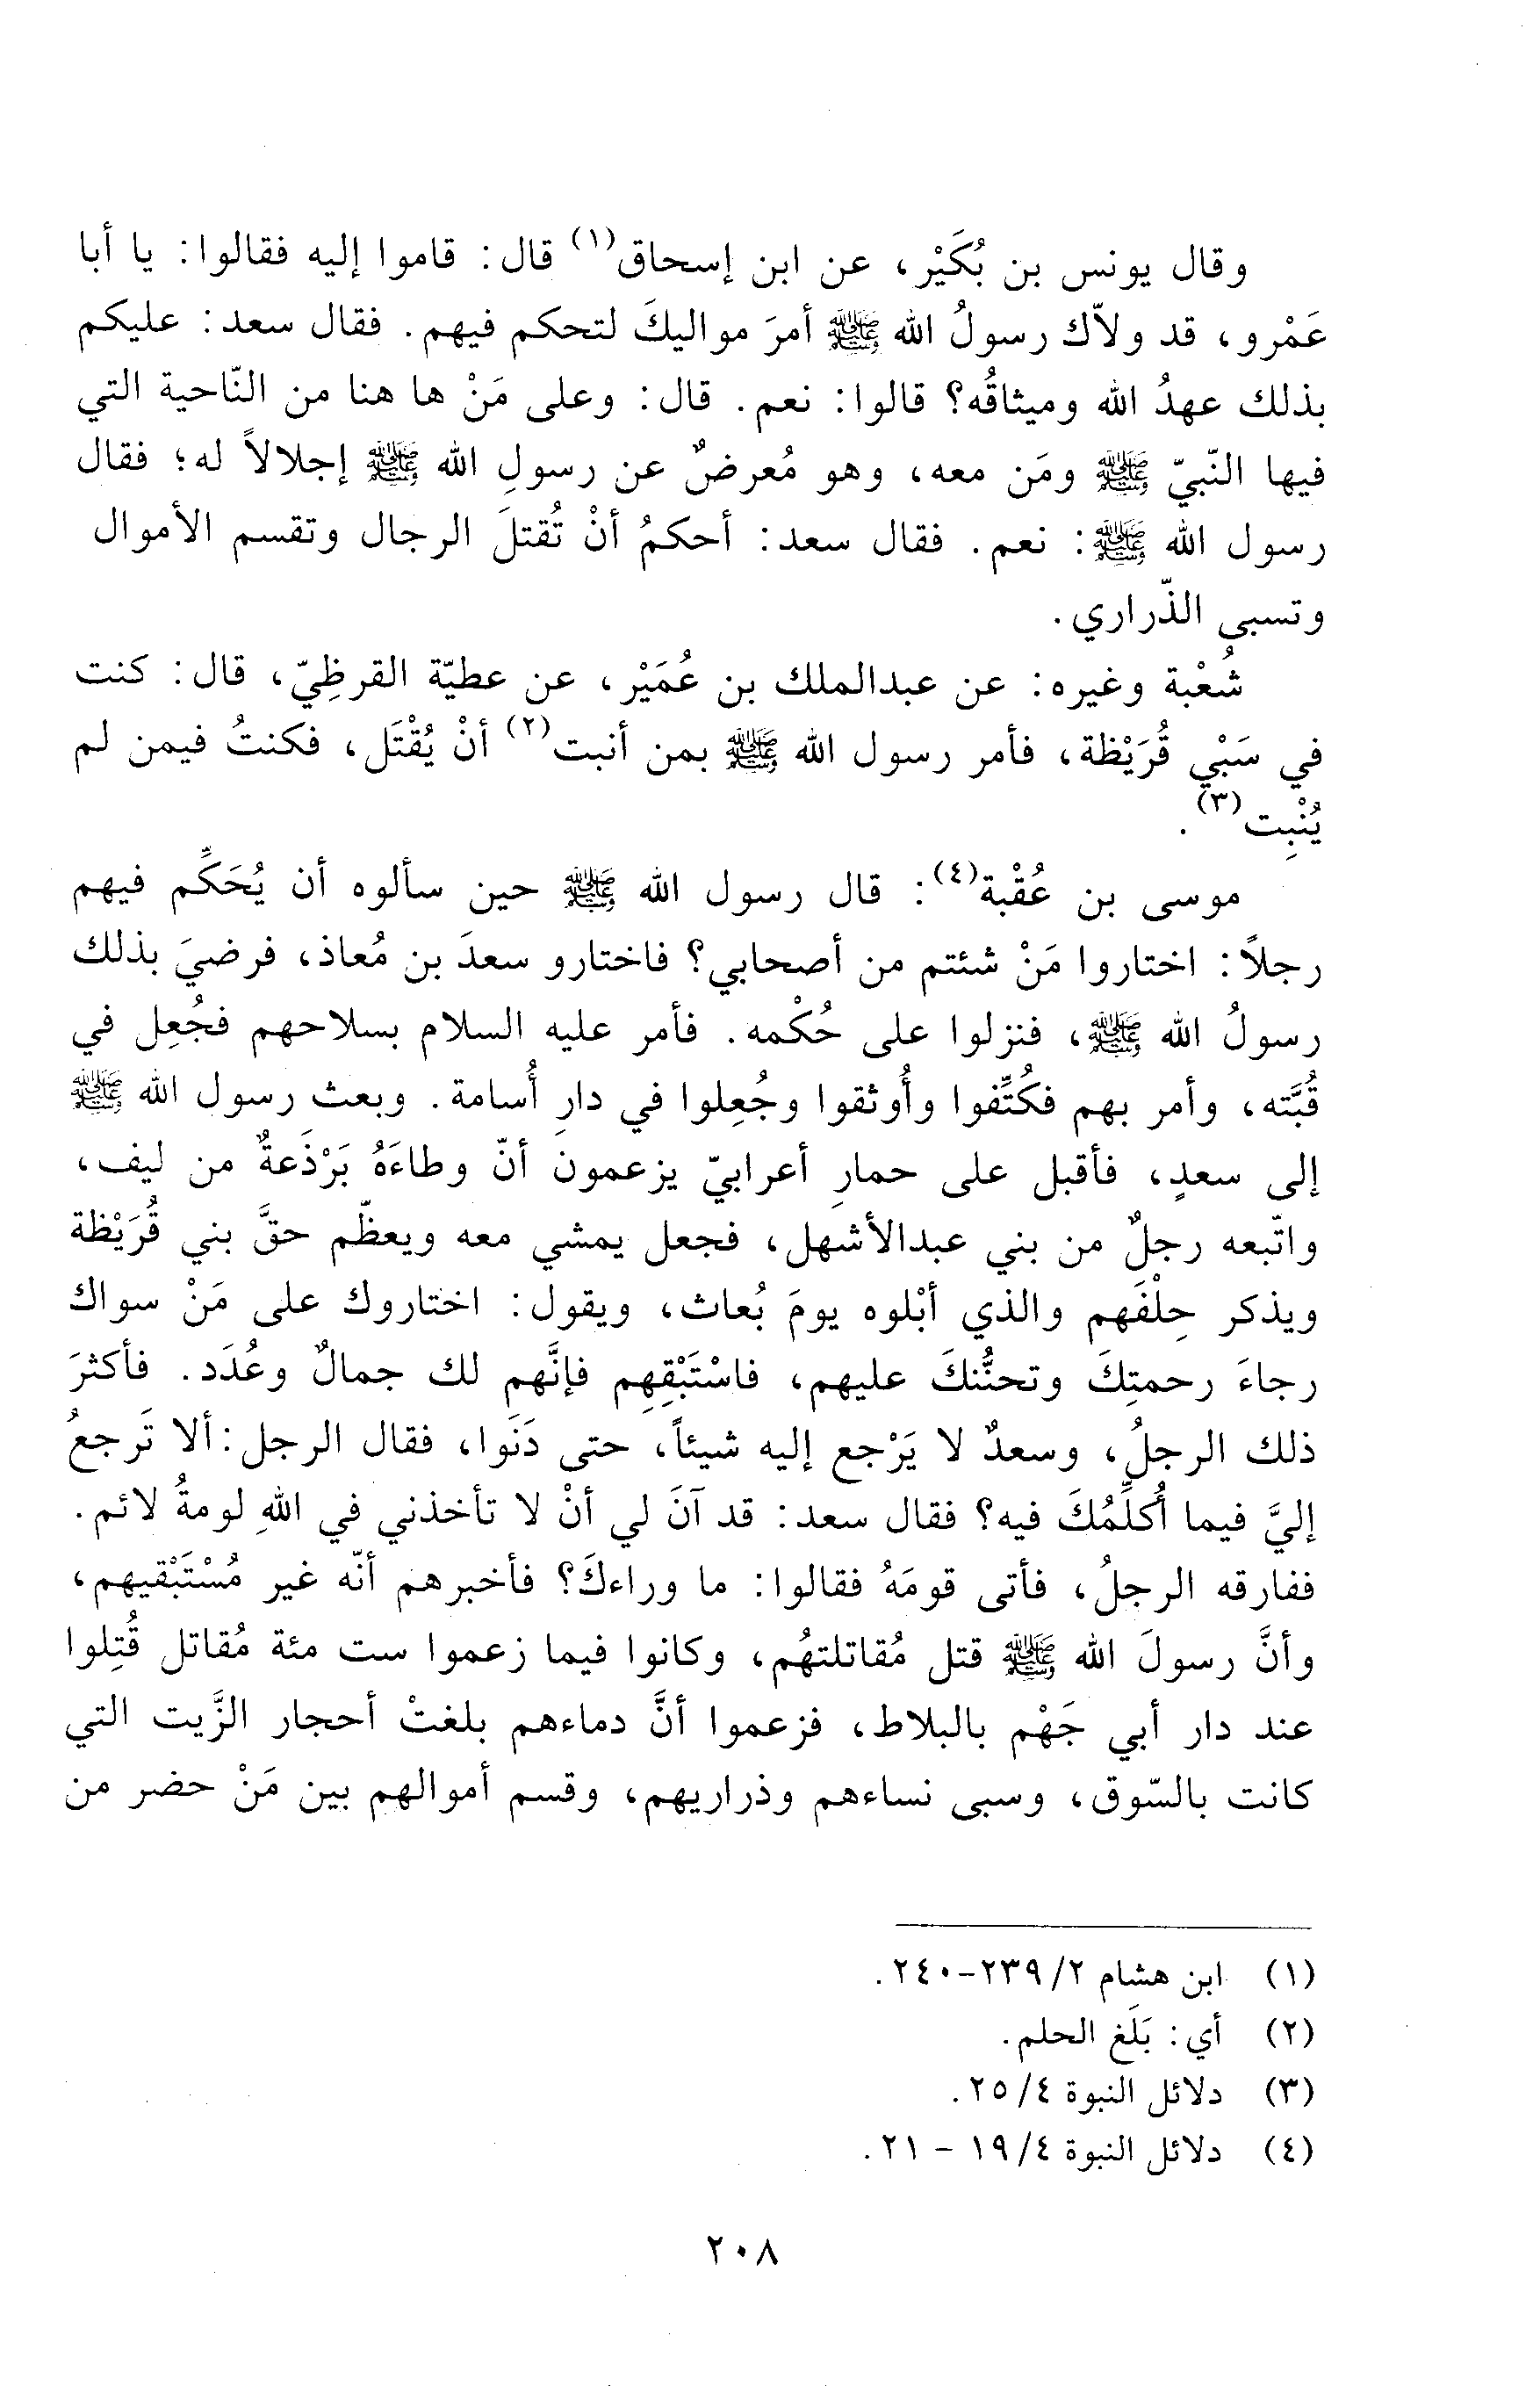 وقال يونس بن بُكَيْر، عن ابن إسحاق(١) قال: قاموا إليه فقالوا: يا أبا
عَمْرو، قد ولاّك رسولُ الله ﷺ أمرَ مواليكَ لتحكم فيهم. فقال سعد: عليكم
بذلك عهدُ الله وميثاقُه؟ قالوا: نعم. قال: وعلى مَنْ ها هنا من النّاحية التي
فيها النّبيّ ﷺ ومَن معه، وهو مُعرضٌ عن رسولِ الله ﷺ إجلالاً له؛ فقال
رسول الله ﷺ: نعم. فقال سعد: أحكمُ أنْ تُقتلَ الرجال وتقسم الأموال
وتسبى الذّراري.
شُعْبة وغيره: عن عبدالملك بن عُمَيْر، عن عطيّة القرظِيّ، قال: كنت
في سَبْيِ قُرَيْظة، فأمر رسول الله ﷺ بمن أنبت(٢) أنْ يُقْتَل، فكنتُ فيمن لم
يُنْبِت(٣).
موسى بن عُقْبة(٤): قال رسول الله ﷺ حين سألوه أن يُحَكِّم فيهم
رجلاً: اختاروا مَنْ شئتم من أصحابي؟ فاختارو سعدَ بن مُعاذ، فرضيَ بذلك
رسولُ الله ﷺ، فنزلوا على حُكْمه. فأمر عليه السلام بسلاحهم فجُعِل في
قُبَّته، وأمر بهم فكُتِّفوا وأُوثقوا وجُعِلوا في دارِ أُسامة. وبعث رسول الله ﷺ
إلى سعدٍ، فأقبل على حمارِ أعرابيّ يزعمون أنّ وطاءَهُ بَرْذَعةٌ من ليف،
واتّبعه رجلٌ من بني عبدالأشهل، فجعل يمشي معه ويعظّم حقَّ بني قُرَيْظة
ويذكر حِلْفَهم والذي أبْلوه يومَ بُعاث، ويقول: اختاروك على مَنْ سواك
رجاءَ رحمتِكَ وتحنُّنكَ عليهم، فاسْتَبْقِهِم فإنَّهم لك جمالٌ وعُدَد. فأكثرَ
ذلك الرجلُ، وسعدٌ لا يَرْجع إليه شيئاً، حتى دَنَوا، فقال الرجل: ألا تَرجعُ
إليَّ فيما أُكلِّمُكَ فيه؟ فقال سعد: قد آنَ لي أنْ لا تأخذني في اللهِ لومةُ لائم.
ففارقه الرجلُ، فأتى قومَهُ فقالوا: ما وراءكَ؟ فأخبرهم أنّه غير مُسْتَبْقيهم،
وأنَّ رسولَ الله ﷺ قتل مُقاتلتهُم، وكانوا فيما زعموا ست مئة مُقاتل قُتِلوا
عند دار أبي جَهْم بالبلاط، فزعموا أنَّ دماءهم بلغتْ أحجار الزَّيت التي
كانت بالسّوق، وسبى نساءهم وذراريهم، وقسم أموالهم بين مَنْ حضر من
(١) ابن هشام ٢/ ٢٣٩-٢٤٠.
(٢) أي: بَلَغ الحلم.
(٣) دلائل النبوة ٤/ ٢٥.
(٤) دلائل النبوة ٤/ ١٩ - ٢١.
٢٠٨